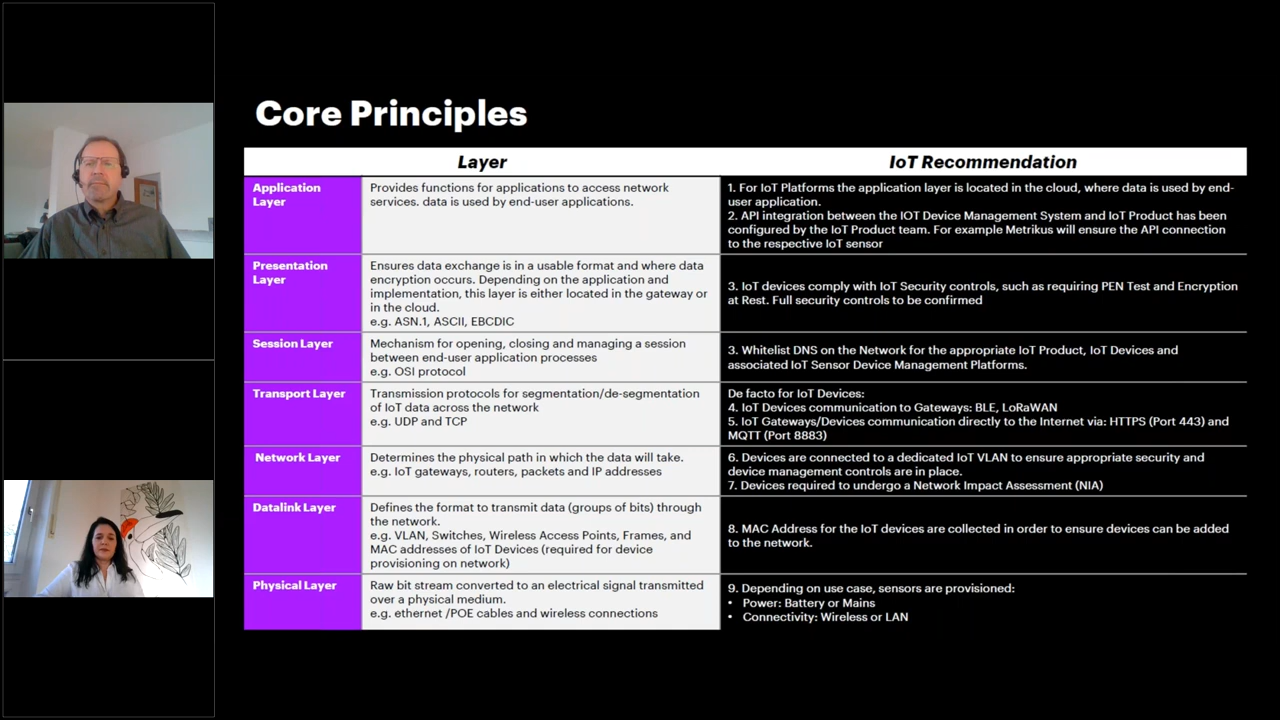 Core Principles
Layer
IoT Recommendation
Application
Layer
Provides functions for applications to access network
services. data is used by end-user applications.
1. For IoT Platforms the application layer is located in the cloud, where data is used by end-
user application.
2. API integration between the IOT Device Management System and IoT Product has been
configured by the IoT Product team. For example Metrikus will ensure the API connection
to the respective IoT sensor
Presentation
Layer
Ensures data exchange is in a usable format and where data
encryption occurs. Depending on the application and
implementation, this layer is either located in the gateway or
in the cloud.
e.g. ASN.1, ASCII, EBCDIC
3. IoT devices comply with IoT Security controls, such as requiring PEN Test and Encryption
at Rest. Full security controls to be confirmed
Session Layer
Mechanism for opening, closing and managing a session
between end-user application processes
e.g. OSI protocol
3. Whitelist DNS on the Network for the appropriate IoT Product, IoT Devices and
associated IoT Sensor Device Management Platforms.
Transport Layer
Transmission protocols for segmentation/de-segmentation
of IoT data across the network
e.g. UDP and TCP
De facto for IoT Devices:
4. IoT Devices communication to Gateways: BLE, LoRaWAN
5. IoT Gateways/Devices communication directly to the Internet via: HTTPS (Port 443) and
MQTT (Port 8883)
Network Layer
Determines the physical path in which the data will take.
e.g. IoT gateways, routers, packets and IP addresses
6. Devices are connected to a dedicated IoT VLAN to ensure appropriate security and
device management controls are in place.
7. Devices required to undergo a Network Impact Assessment (NIA)
Datalink Layer
Defines the format to transmit data (groups of bits) through
the network.
e.g. VLAN, Switches, Wireless Access Points, Frames, and
MAC addresses of IoT Devices (required for device
provisioning on network)
8. MAC Address for the IoT devices are collected in order to ensure devices can be added
to the network.
Physical Layer
Raw bit stream converted to an electrical signal transmitted
over a physical medium.
e.g. ethernet /POE cables and wireless connections
9. Depending on use case, sensors are provisioned:
• Power: Battery or Mains
• Connectivity: Wireless or LAN